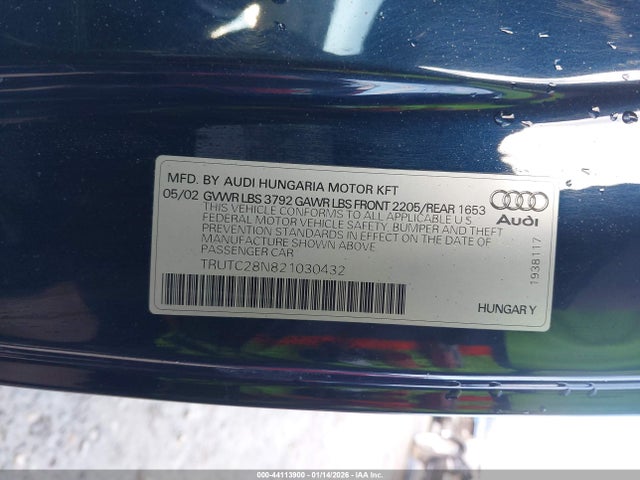 MFD. BY AUDI HUNGARIA MOTOR KFT
05/02 GVWR LBS 3792 GAWR LBS FRONT 2205/REAR 1653
THIS VEHICLE CONFORMS TO ALL APPLICABLE U.S.
FEDERAL MOTOR VEHICLE SAFETY, BUMPER AND THEFT
PREVENTION STANDARDS IN EFFECT ON THE DATE OF
MANUFACTURE SHOWN ABOVE
PASSENGER CAR
TRUTC28N821030432
Audi
1938117
HUNGARY
000-44113900 - 01/14/2026 - IAA Inc.